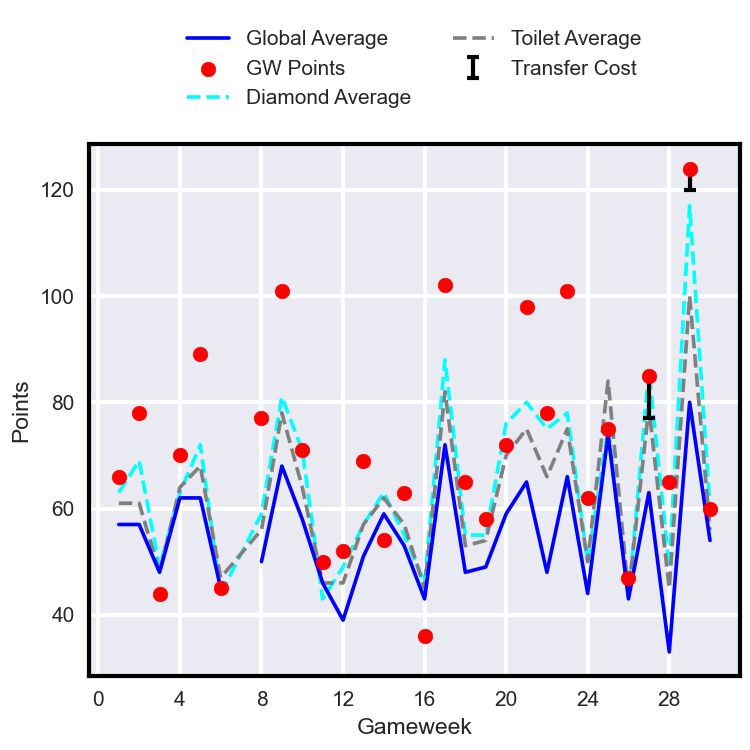 Global Average
GW Points
Diamond Average
Toilet Average
Transfer Cost
120
100
80
60
40
0 4 8 12 16 20 24 28
Points
Gameweek